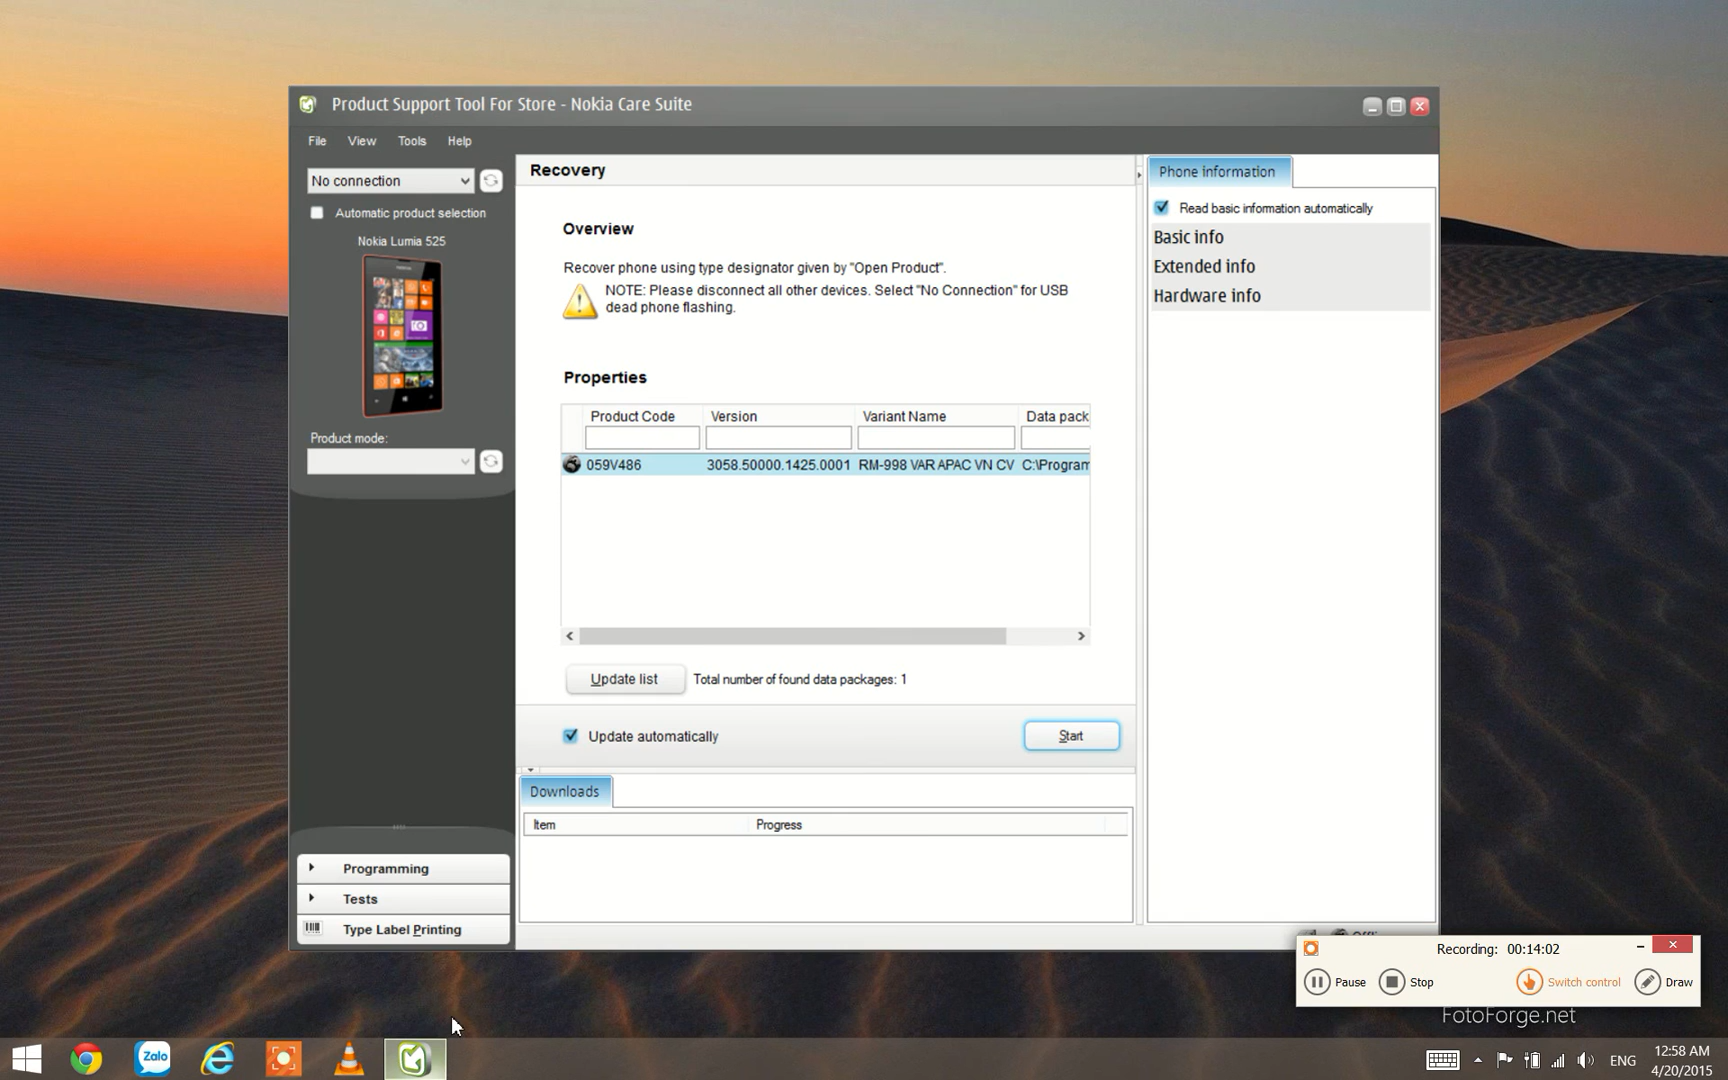 Product Support Tool For Store - Nokia Care Suite
File View Tools Help
No connection
Automatic product selection
Nokia Lumia 525
Product mode:
Programming
Tests
Type Label Printing
Recovery
Overview
Recover phone using type designator given by "Open Product".
NOTE: Please disconnect all other devices. Select "No Connection" for USB
dead phone flashing.
Properties
Product Code Version Variant Name Data pack
059V486 3058.50000.1425.0001 RM-998 VAR APAC VN CV C:\Program
Update list Total number of found data packages: 1
Update automatically Start
Downloads
Item Progress
Phone information
Read basic information automatically
Basic info
Extended info
Hardware info
Recording: 00:14:02
Pause Stop Switch control Draw
FotoForge.net
Zalo
ENG
12:58 AM
4/20/2015